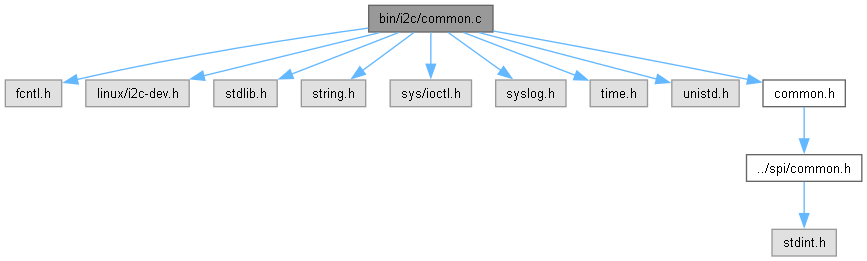 bin/i2c/common.c
fcntl.h
linux/i2c-dev.h
stdlib.h
string.h
sys/ioctl.h
syslog.h
time.h
unistd.h
common.h
../spi/common.h
stdint.h